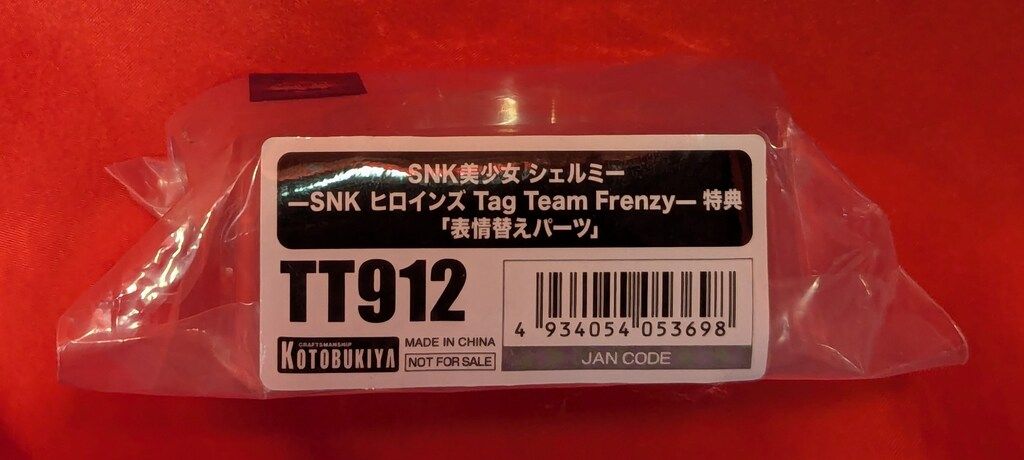 SNK美少女 シェルミー
—SNK ヒロインズ Tag Team Frenzy— 特典
「表情替えパーツ」
TT912
CRAFTSMANSHIP
KOTOBUKIYA
MADE IN CHINA
NOT FOR SALE
4 934054 053698
JAN CODE